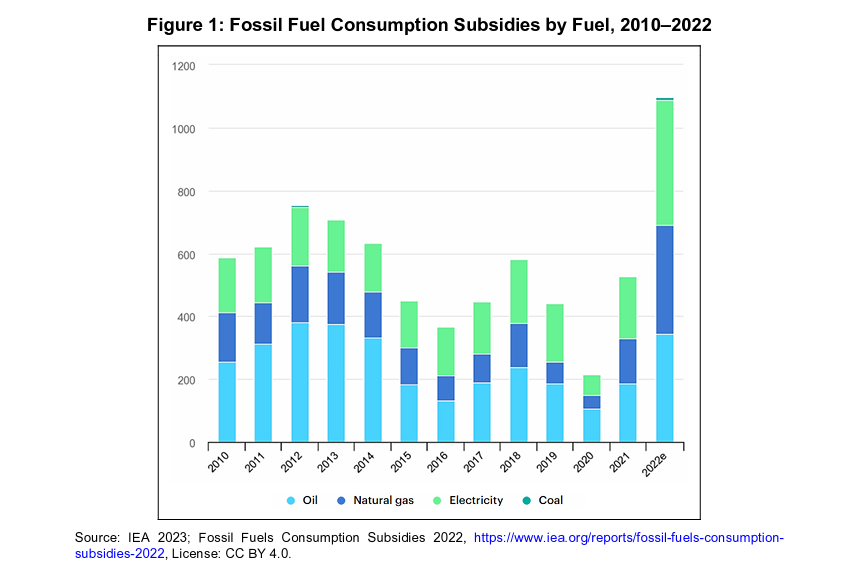 Figure 1: Fossil Fuel Consumption Subsidies by Fuel, 2010–2022
1200
1000
800
600
400
200
0
2010 2011 2012 2013 2014 2015 2016 2017 2018 2019 2020 2021 2022e
Oil Natural gas Electricity Coal
Source: IEA 2023; Fossil Fuels Consumption Subsidies 2022, https://www.iea.org/reports/fossil-fuels-consumption-
subsidies-2022, License: CC BY 4.0.